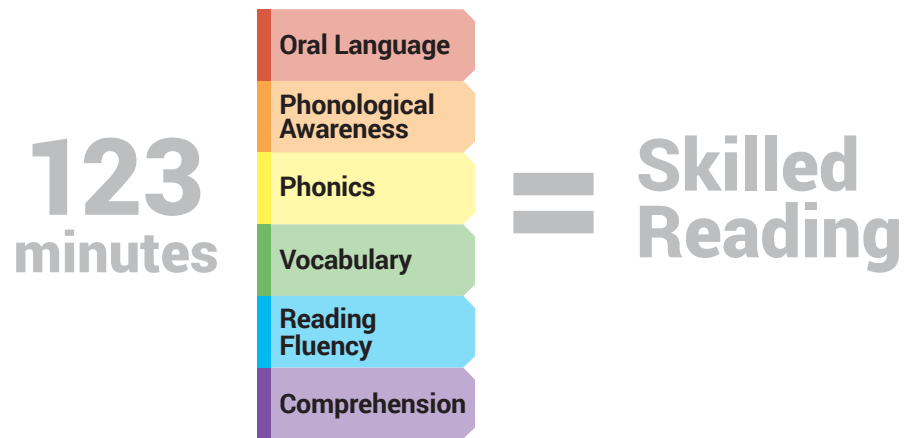 123
minutes
Oral Language
Phonological
Awareness
Phonics
Vocabulary
Reading
Fluency
Comprehension
=
Skilled
Reading